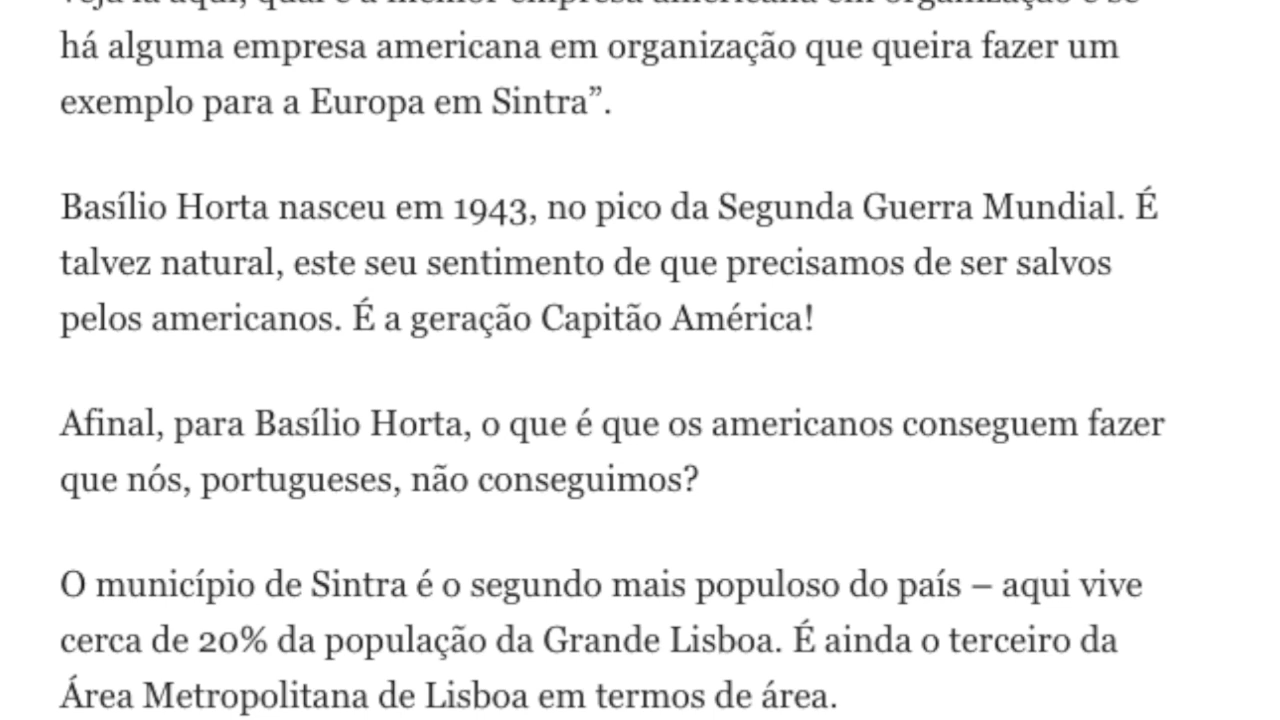 há alguma empresa americana em organização que queira fazer um
exemplo para a Europa em Sintra”.
Basílio Horta nasceu em 1943, no pico da Segunda Guerra Mundial. É
talvez natural, este seu sentimento de que precisamos de ser salvos
pelos americanos. É a geração Capitão América!
Afinal, para Basílio Horta, o que é que os americanos conseguem fazer
que nós, portugueses, não conseguimos?
O município de Sintra é o segundo mais populoso do país – aqui vive
cerca de 20% da população da Grande Lisboa. É ainda o terceiro da
Área Metropolitana de Lisboa em termos de área.